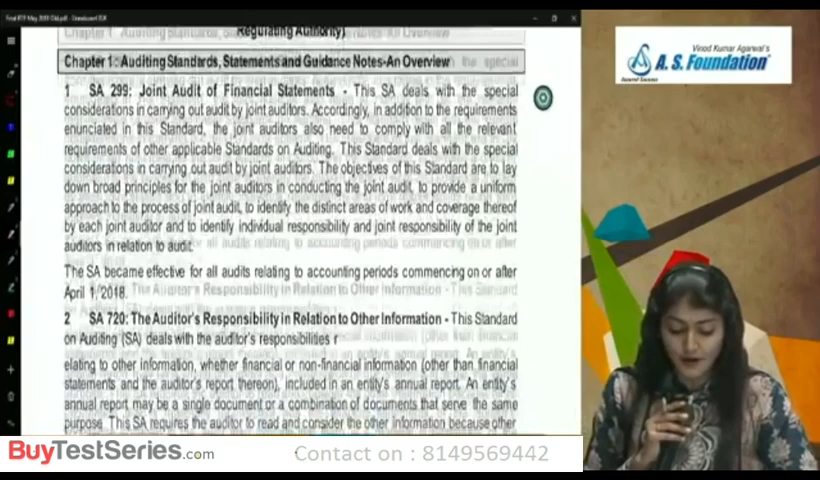 Regulating Authority)
Chapter 1: Auditing Standards, Statements and Guidance Notes-An Overview
1 SA 299: Joint Audit of Financial Statements - This SA deals with the special
considerations in carrying out audit by joint auditors. Accordingly, in addition to the requirements
enunciated in this Standard, the joint auditors also need to comply with all the relevant
requirements of other applicable Standards on Auditing. This Standard deals with the special
considerations in carrying out audit by joint auditors. The objectives of this Standard are to lay
down broad principles for the joint auditors in conducting the joint audit, to provide a uniform
approach to the process of joint audit, to identify the distinct areas of work and coverage thereof
by each joint auditor and to identify individual responsibility and joint responsibility of the joint
auditors in relation to audit.
The SA became effective for all audits relating to accounting periods commencing on or after
April 1, 2018.
2 SA 720: The Auditor's Responsibility in Relation to Other Information - This Standard
on Auditing (SA) deals with the auditor's responsibilities r
elating to other information, whether financial or non-financial information (other than financial
statements and the auditor's report thereon), included in an entity's annual report. An entity's
annual report may be a single document or a combination of documents that serve the same
purpose. This SA requires the auditor to read and consider the other information because other
Vinod Kumar Agarwal's
A. S. Foundation®
BuyTestSeries.com
Contact on : 8149569442